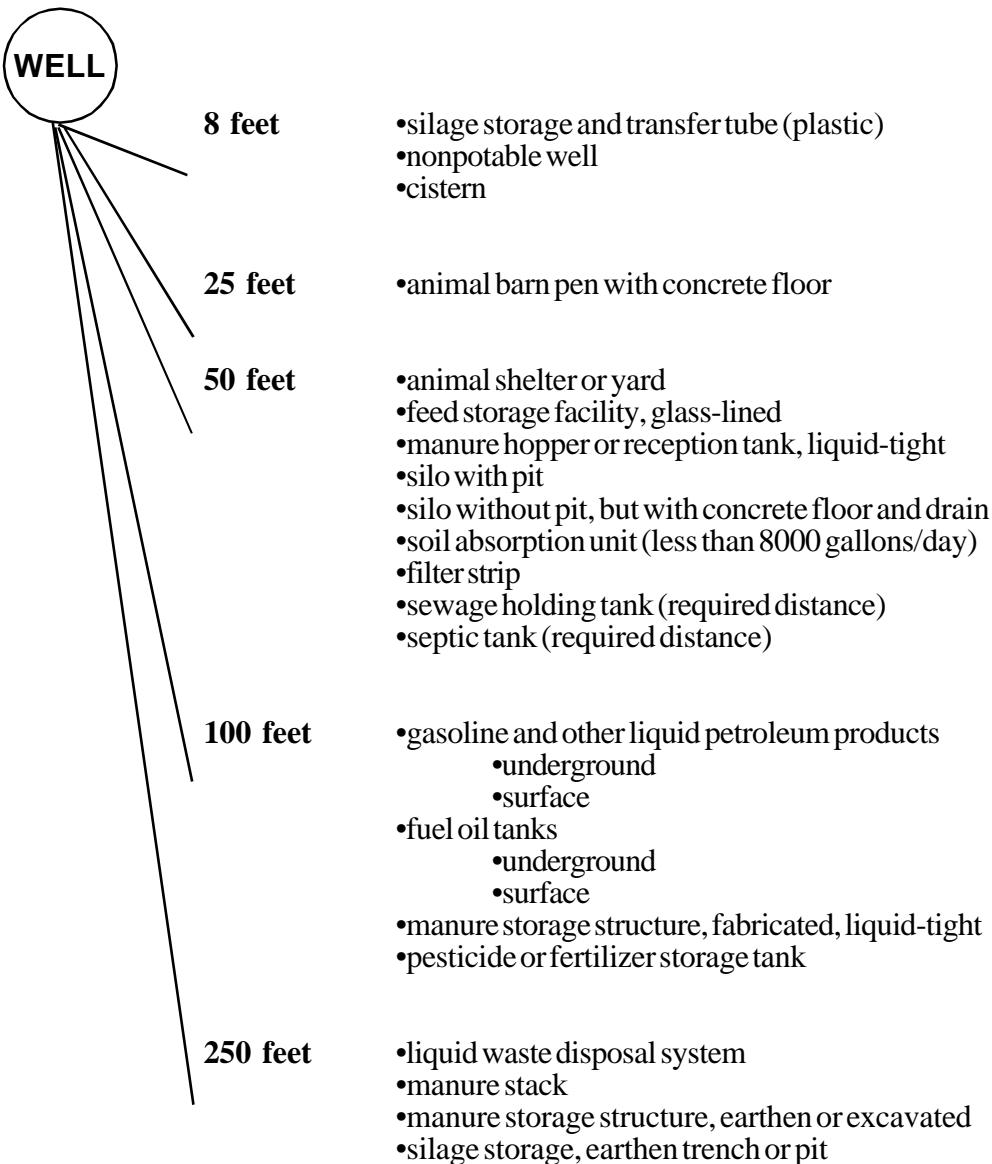 WELL
8 feet •silage storage and transfer tube (plastic)
•nonpotable well
•cistern
25 feet •animal barn pen with concrete floor
50 feet •animal shelter or yard
•feed storage facility, glass-lined
•manure hopper or reception tank, liquid-tight
•silo with pit
•silo without pit, but with concrete floor and drain
•soil absorption unit (less than 8000 gallons/day)
•filter strip
•sewage holding tank (required distance)
•septic tank (required distance)
100 feet •gasoline and other liquid petroleum products
•underground
•surface
•fuel oil tanks
•underground
•surface
•manure storage structure, fabricated, liquid-tight
•pesticide or fertilizer storage tank
250 feet •liquid waste disposal system
•manure stack
•manure storage structure, earthen or excavated
•silage storage, earthen trench or pit